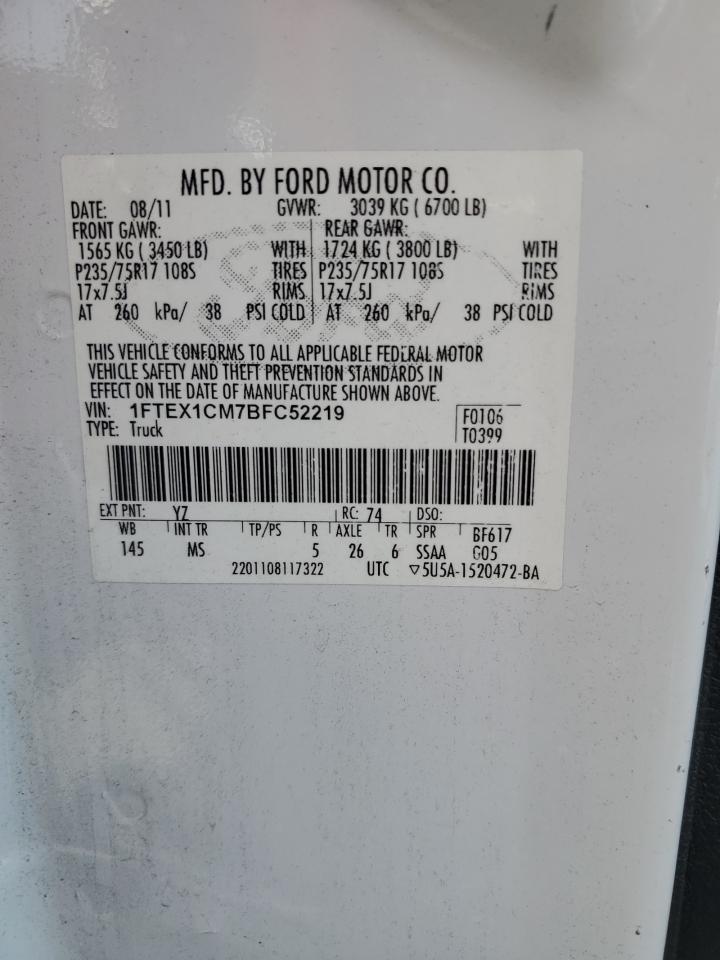 MFD. BY FORD MOTOR CO.
DATE: 08/11 GVWR: 3039 KG ( 6700 LB)
FRONT GAWR: REAR GAWR:
1565 KG ( 3450 LB) WITH 1724 KG ( 3800 LB) WITH
P235/75R17 108S TIRES P235/75R17 108S TIRES
17x7.5J RIMS 17x7.5J RIMS
AT 260 kPa/ 38 PSI COLD AT 260 kPa/ 38 PSI COLD
THIS VEHICLE CONFORMS TO ALL APPLICABLE FEDERAL MOTOR
VEHICLE SAFETY AND THEFT PREVENTION STANDARDS IN
EFFECT ON THE DATE OF MANUFACTURE SHOWN ABOVE.
VIN: 1FTEX1CM7BFC52219 F0106
TYPE: Truck T0399
EXT PNT: YZ RC: 74 DSO:
WB INT TR TP/PS R AXLE TR SPR BF617
145 MS 5 26 6 SSAA G05
2201108117322 UTC ▽5U5A-1520472-BA